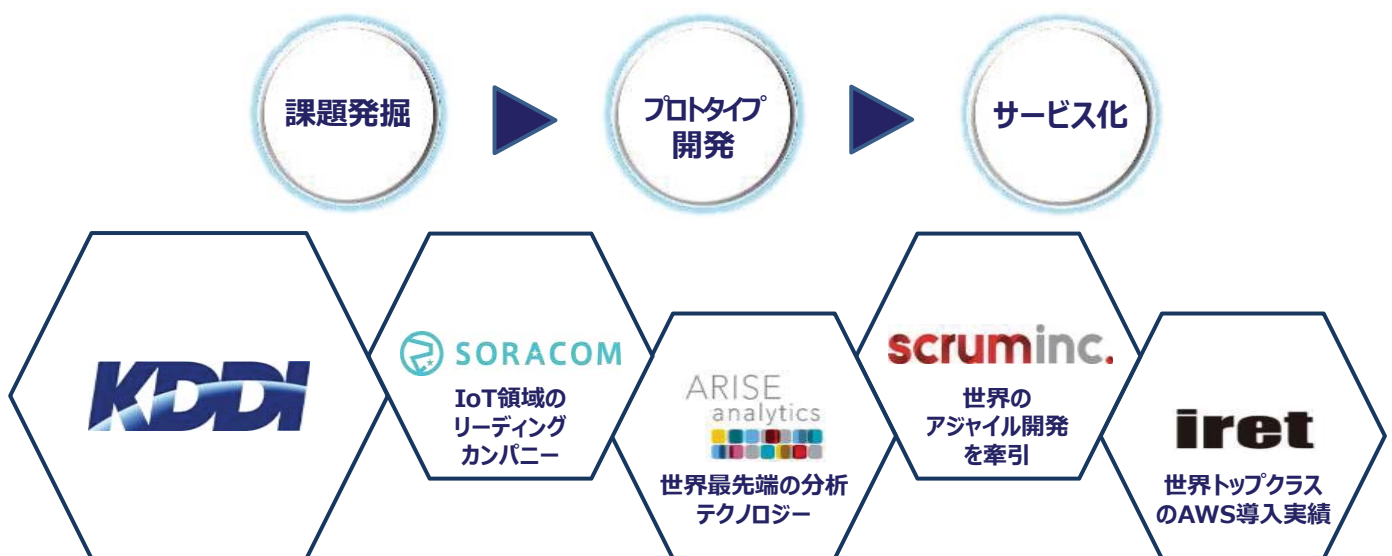 課題発掘
プロトタイプ
開発
サービス化
KDDI
SORACOM
IoT領域の
リーディング
カンパニー
ARISE
analytics
世界最先端の分析
テクノロジー
scruminc.
世界の
アジャイル開発
を牽引
iret
世界トップクラス
のAWS導入実績